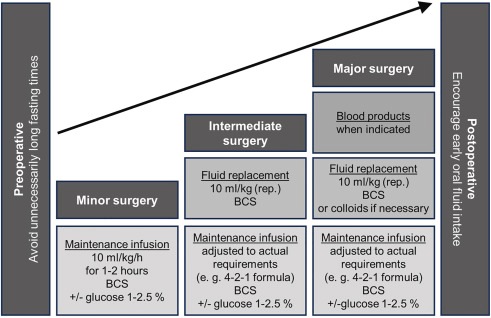 Preoperative
Avoid unnecessarily long fasting times
Minor surgery
Maintenance infusion
10 ml/kg/h
for 1-2 hours
BCS
+/- glucose 1-2.5 %
Intermediate
surgery
Fluid replacement
10 ml/kg (rep.)
BCS
Maintenance infusion
adjusted to actual
requirements
(e. g. 4-2-1 formula)
BCS
+/- glucose 1-2.5 %
Major surgery
Blood products
when indicated
Fluid replacement
10 ml/kg (rep.)
BCS
or colloids if necessary
Maintenance infusion
adjusted to actual
requirements
(e. g. 4-2-1 formula)
BCS
+/- glucose 1-2.5 %
Postoperative
Encourage early oral fluid intake